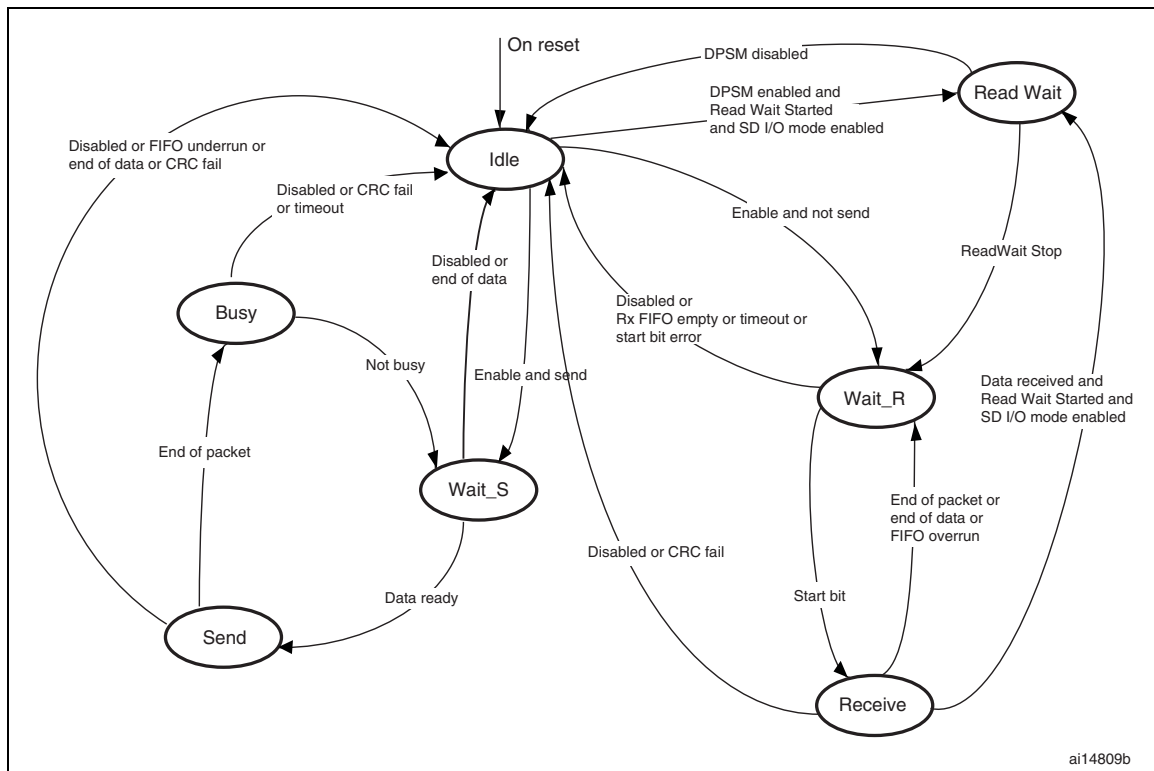 On reset
DPSM disabled
Read Wait
DPSM enabled and
Read Wait Started
and SD I/O mode enabled
Disabled or FIFO underrun or
end of data or CRC fail
Idle
Disabled or CRC fail
or timeout
Enable and not send
ReadWait Stop
Disabled or
end of data
Busy
Disabled or
Rx FIFO empty or timeout or
start bit error
Not busy
Enable and send
Wait_R
Data received and
Read Wait Started and
SD I/O mode enabled
End of packet
Wait_S
End of packet or
end of data or
FIFO overrun
Disabled or CRC fail
Data ready
Start bit
Send
Receive
ai14809b